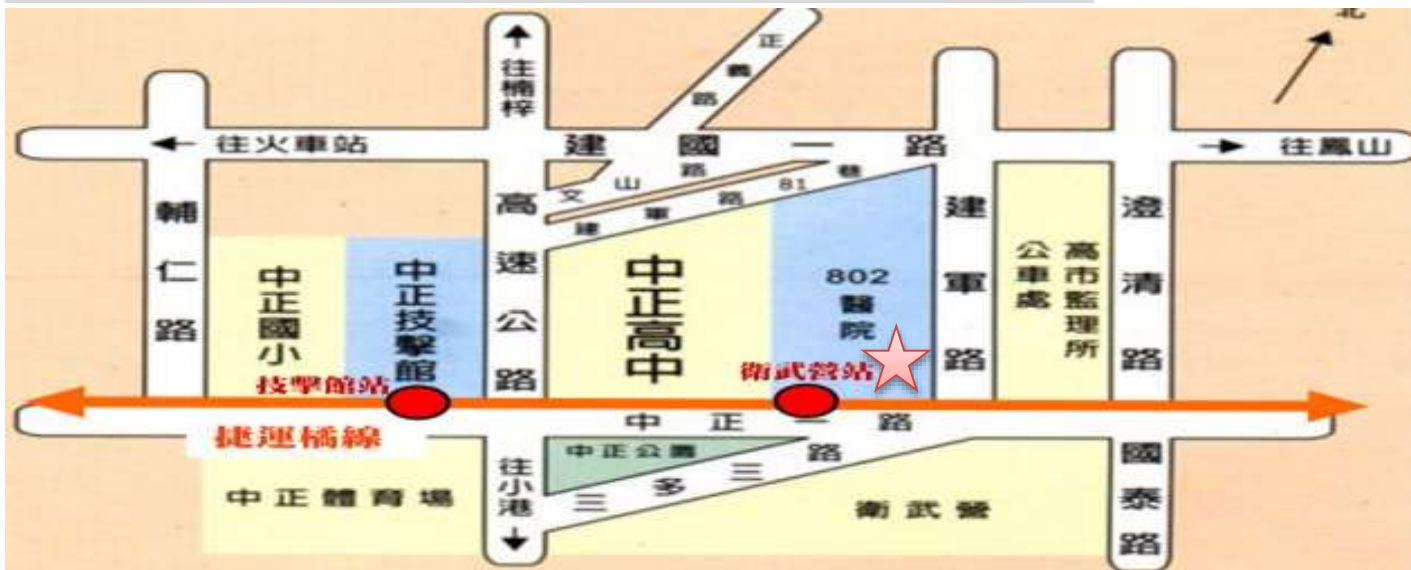 北
往楠梓
正義路
往火車站
建國一路
往鳳山
輔仁路
高速公路
文山路
建軍路81巷
建軍路
澄清路
中正國小
中正技擊館
中正高中
802
醫院
高市監理所
公車處
技擊館站
衛武營站
中正一路
捷運橘線
中正公園
三多三路
往小港
中正體育場
衛武營
國泰路